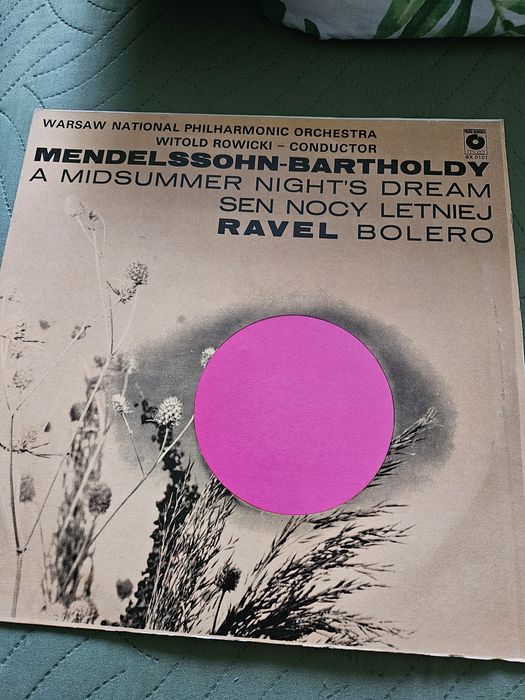 WARSAW NATIONAL PHILHARMONIC ORCHESTRA
WITOLD ROWICKI – CONDUCTOR
MENDELSSOHN-BARTHOLDY
A MIDSUMMER NIGHT'S DREAM
SEN NOCY LETNIEJ
RAVEL BOLERO
muza
SX 0101